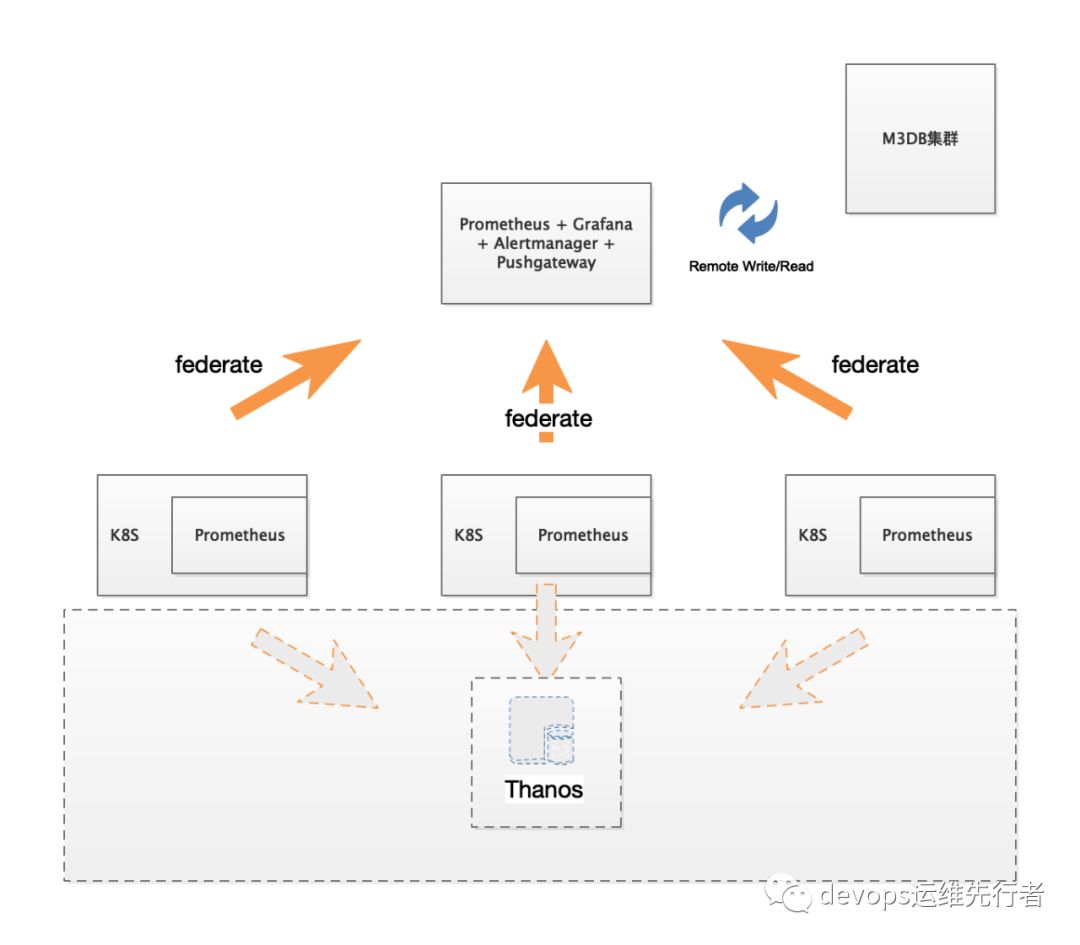 M3DB集群
Prometheus + Grafana
+ Alertmanager +
Pushgateway
Remote Write/Read
federate
federate
federate
K8S
Prometheus
K8S
Prometheus
K8S
Prometheus
Thanos
devops运维先行者